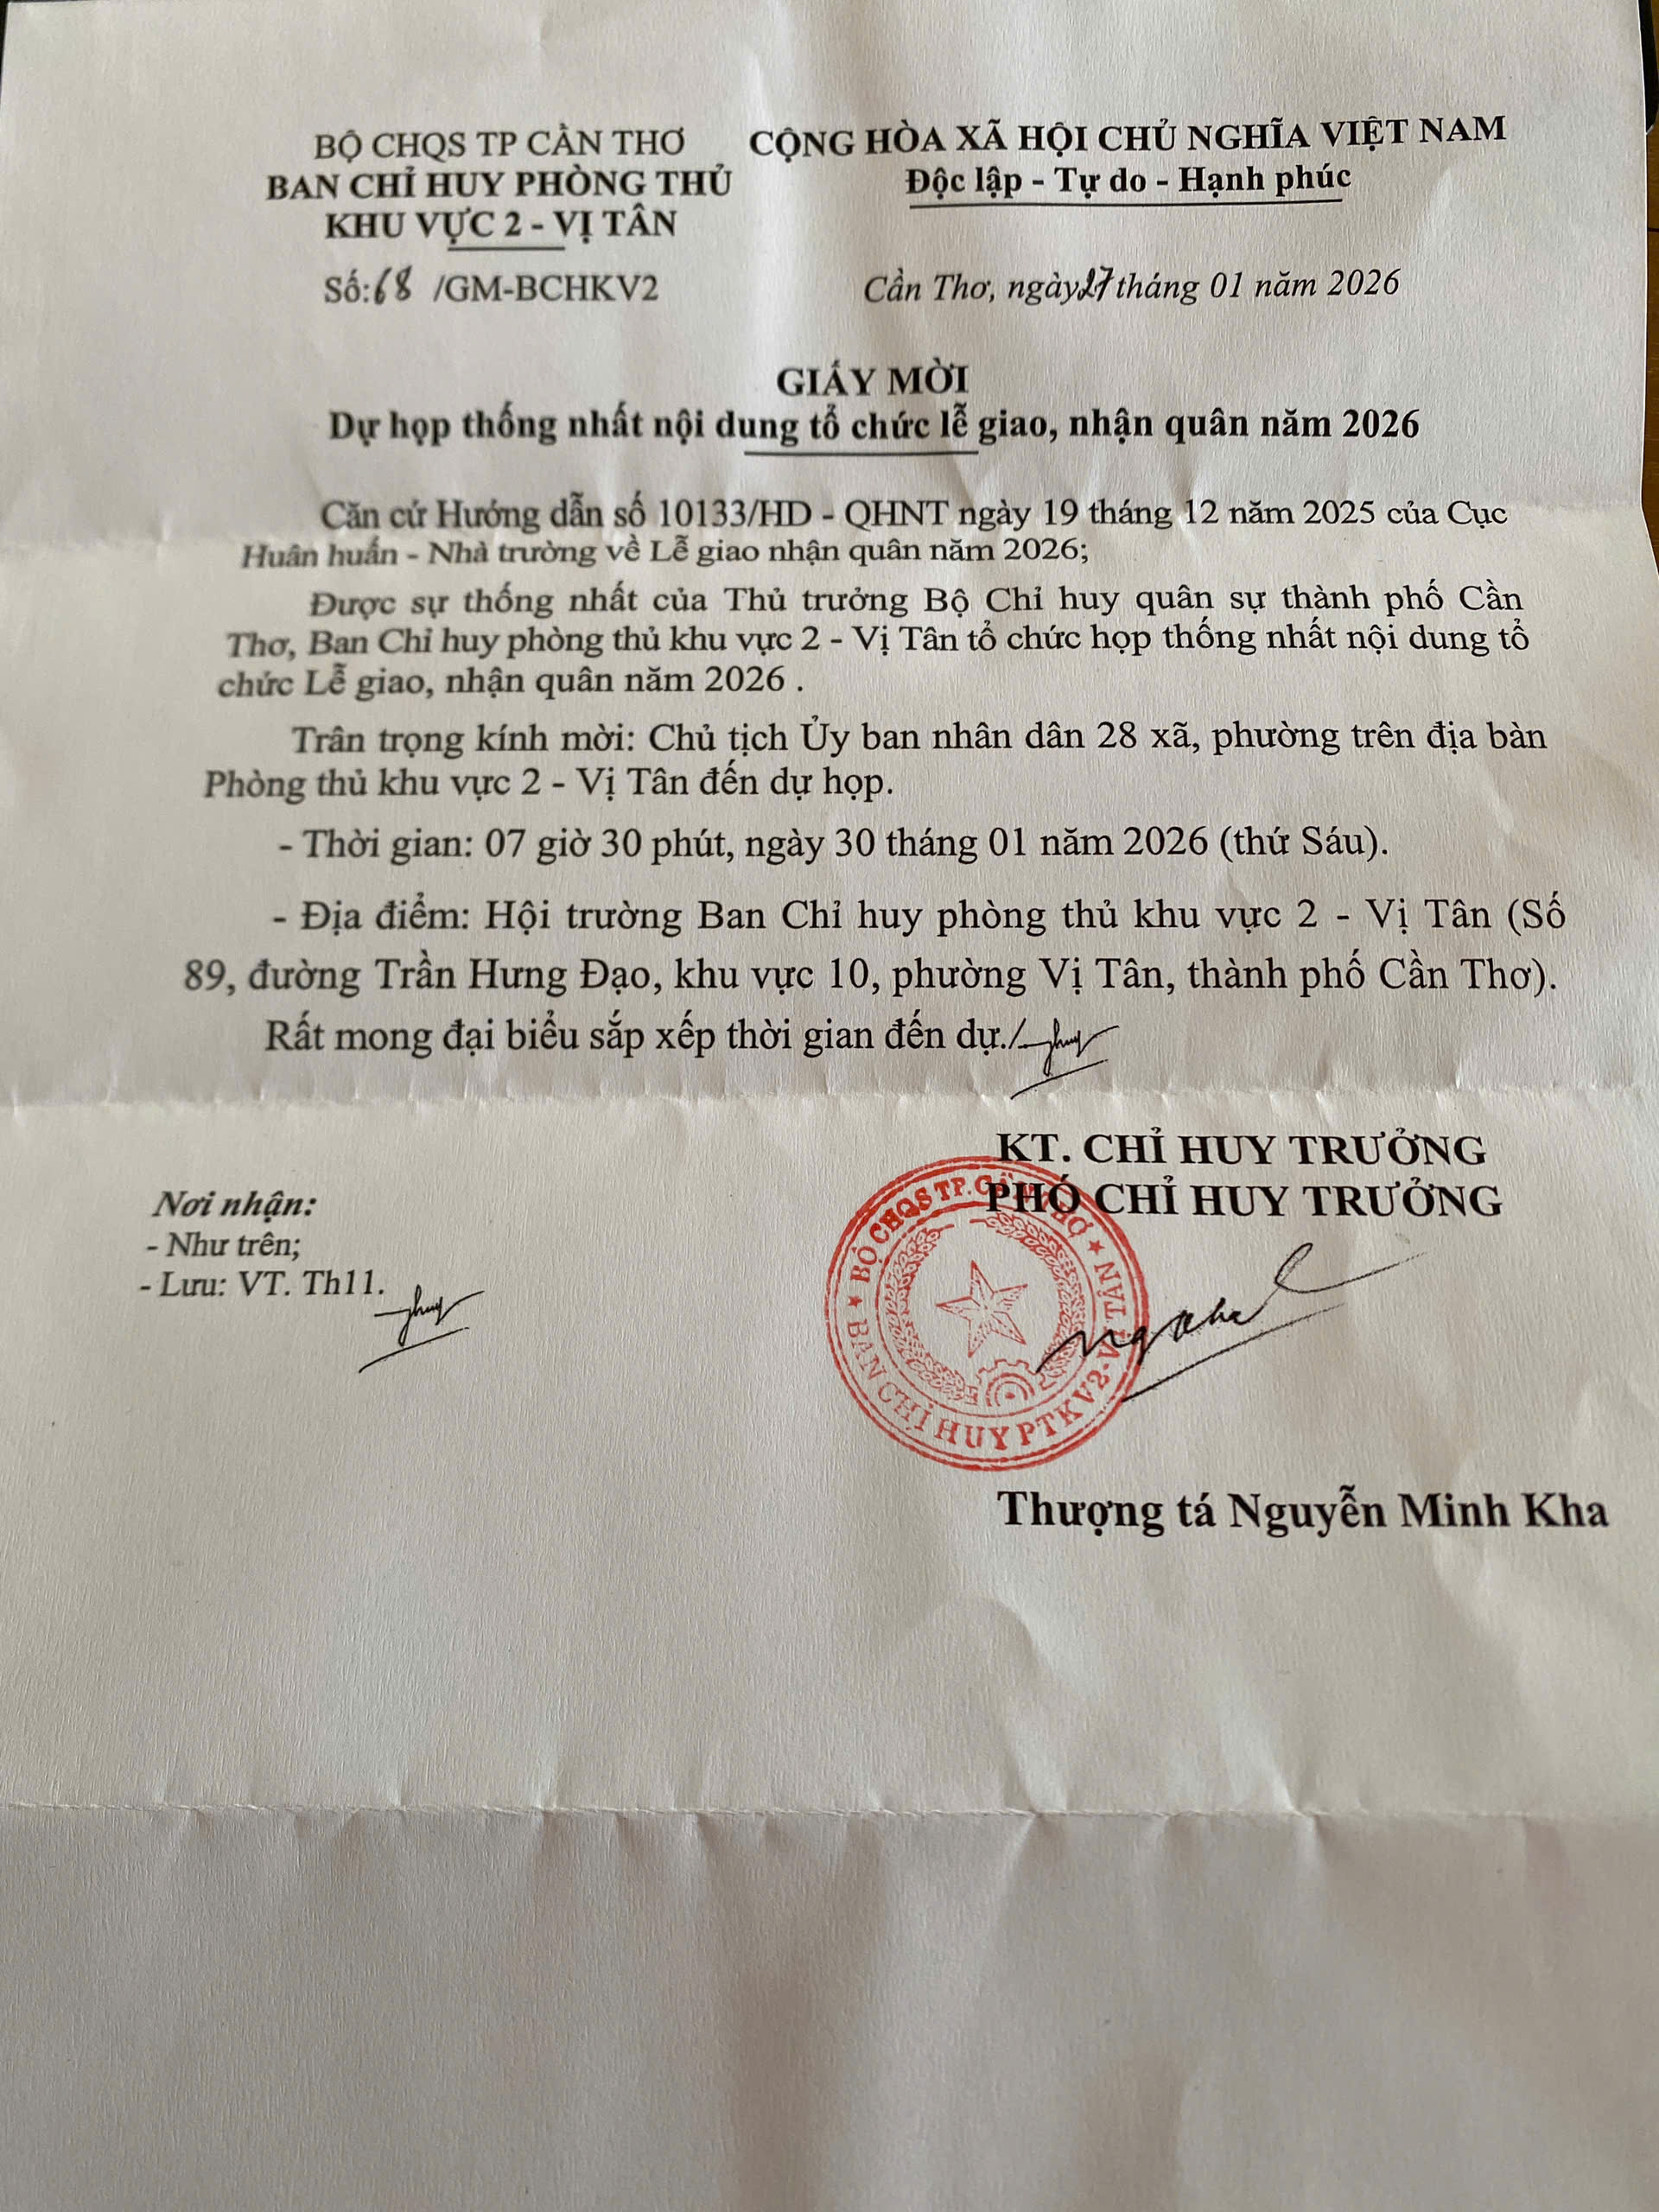 BỘ CHQS TP CẦN THƠ
BAN CHỈ HUY PHÒNG THỦ
KHU VỰC 2 - VỊ TÂN
Số:68 /GM-BCHKV2
CỘNG HÒA XÃ HỘI CHỦ NGHĨA VIỆT NAM
Độc lập - Tự do - Hạnh phúc
Cần Thơ, ngày 27 tháng 01 năm 2026
GIẤY MỜI
Dự họp thống nhất nội dung tổ chức lễ giao, nhận quân năm 2026
Căn cứ Hướng dẫn số 10133/HD - QHNT ngày 19 tháng 12 năm 2025 của Cục
Huân huấn - Nhà trường về Lễ giao nhận quân năm 2026;
Được sự thống nhất của Thủ trưởng Bộ Chỉ huy quân sự thành phố Cần
Thơ, Ban Chỉ huy phòng thủ khu vực 2 - Vị Tân tổ chức họp thống nhất nội dung tổ
chức Lễ giao, nhận quân năm 2026 .
Trân trọng kính mời: Chủ tịch Ủy ban nhân dân 28 xã, phường trên địa bàn
Phòng thủ khu vực 2 - Vị Tân đến dự họp.
- Thời gian: 07 giờ 30 phút, ngày 30 tháng 01 năm 2026 (thứ Sáu).
- Địa điểm: Hội trường Ban Chỉ huy phòng thủ khu vực 2 - Vị Tân (Số
89, đường Trần Hưng Đạo, khu vực 10, phường Vị Tân, thành phố Cần Thơ).
Rất mong đại biểu sắp xếp thời gian đến dự./
KT. CHỈ HUY TRƯỞNG
PHÓ CHỈ HUY TRƯỞNG
BỘ CHQS TP. CẦN THƠ
BAN CHỈ HUY PTKV2-VỊ TÂN
Thượng tá Nguyễn Minh Kha
Nơi nhận:
- Như trên;
- Lưu: VT. Th11.